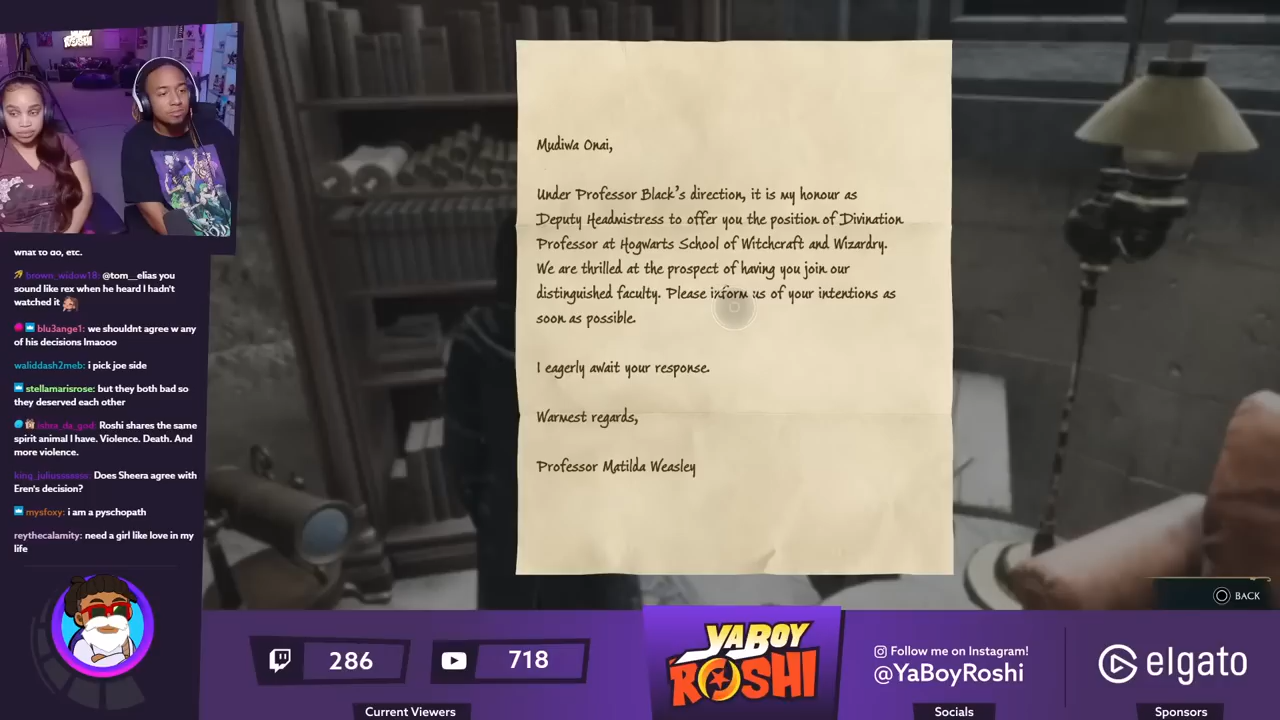 YABOY
ROSHI
what to do, etc.
brown_widow18: @tom__elias you
sound like rex when he heard I hadn't
watched it
blu3ange1: we shouldnt agree w any
of his decisions lmaooo
waliddash2meb: i pick joe side
stellamarisrose: but they both bad so
they deserved each other
ishra_da_god: Roshi shares the same
spirit animal I have. Violence. Death. And
more violence.
Does Sheera agree with
Eren's decision?
mysfoxy: i am a pyschopath
reythecalamity: need a girl like love in my
life
Mudiwa Onai,
Under Professor Black's direction, it is my honour as
Deputy Headmistress to offer you the position of Divination
Professor at Hogwarts School of Witchcraft and Wizardry.
We are thrilled at the prospect of having you join our
distinguished faculty. Please inform us of your intentions as
soon as possible.
I eagerly await your response.
Warmest regards,
Professor Matilda Weasley
BACK
286
718
Current Viewers
YABOY
ROSHI
Follow me on Instagram!
@YaBoyRoshi
Socials
elgato
Sponsors